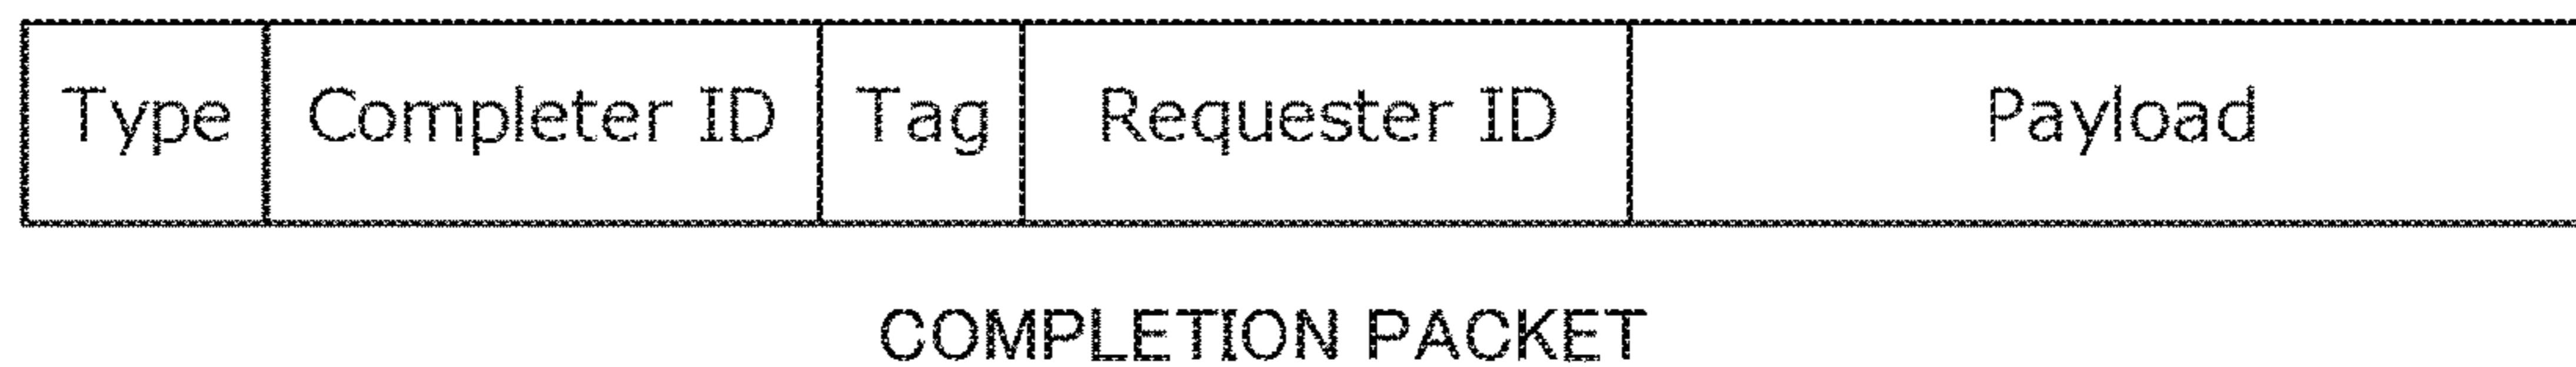 Type Completer ID Tag Requester ID Payload
COMPLETION PACKET